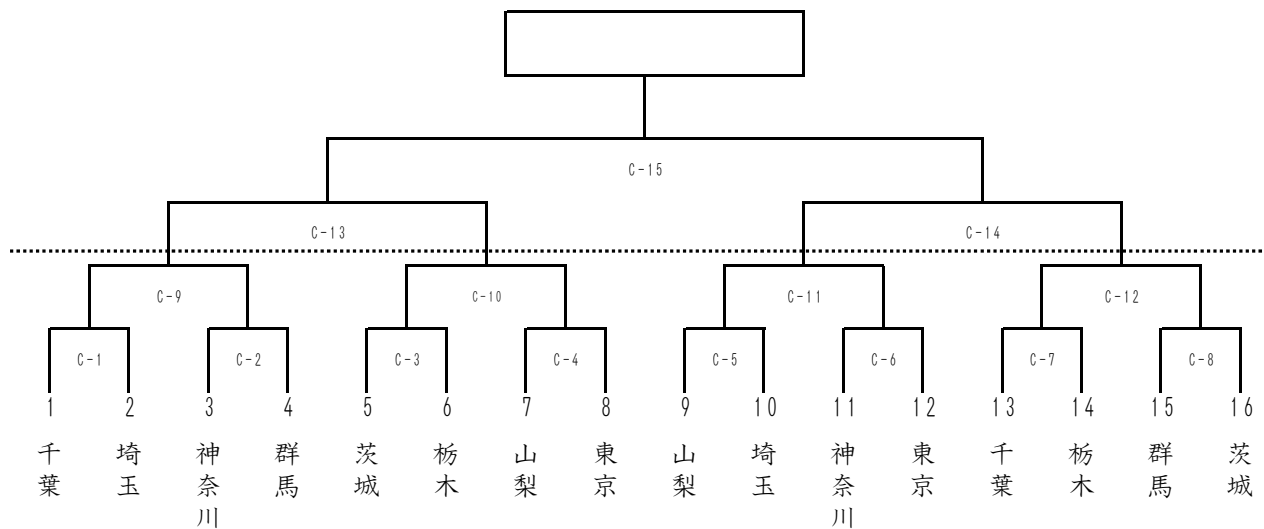 C-15
C-13
C-14
C-9
C-10
C-11
C-12
C-1
C-2
C-3
C-4
C-5
C-6
C-7
C-8
1
2
3
4
5
6
7
8
9
10
11
12
13
14
15
16
千葉
埼玉
神奈川
群馬
茨城
栃木
山梨
東京
山梨
埼玉
神奈川
東京
千葉
栃木
群馬
茨城